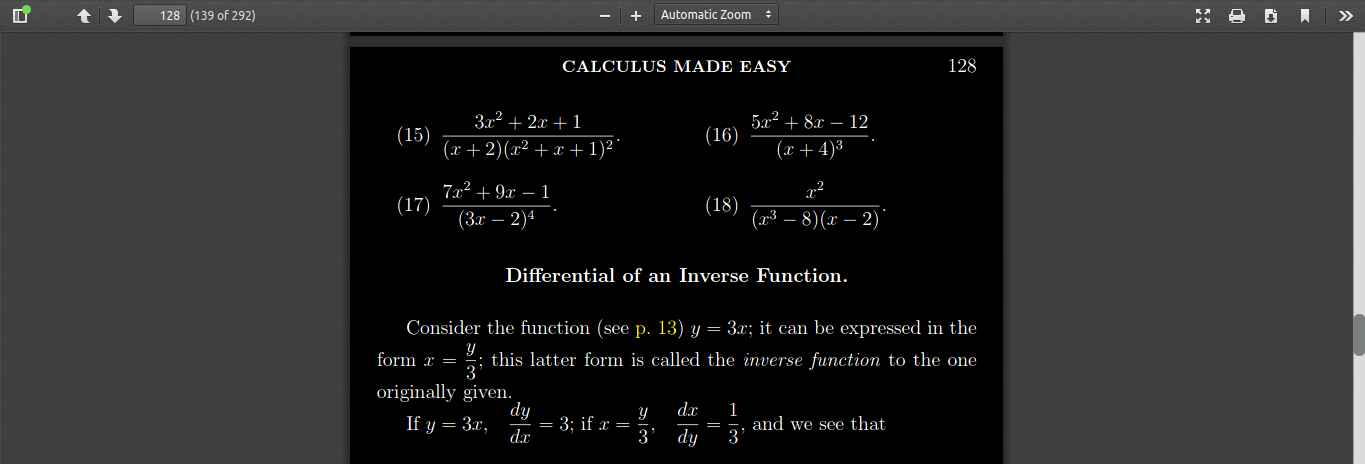 128 (139 of 292) − + Automatic Zoom
CALCULUS MADE EASY 128
(15) \frac{3x^2 + 2x + 1}{(x + 2)(x^2 + x + 1)^2}. (16) \frac{5x^2 + 8x − 12}{(x + 4)^3}.
(17) \frac{7x^2 + 9x − 1}{(3x − 2)^4}. (18) \frac{x^2}{(x^3 − 8)(x − 2)}.
Differential of an Inverse Function.
Consider the function (see p. 13) y = 3x; it can be expressed in the
form x = \frac{y}{3}; this latter form is called the inverse function to the one
originally given.
If y = 3x, \frac{dy}{dx} = 3; if x = \frac{y}{3}, \frac{dx}{dy} = \frac{1}{3}, and we see that